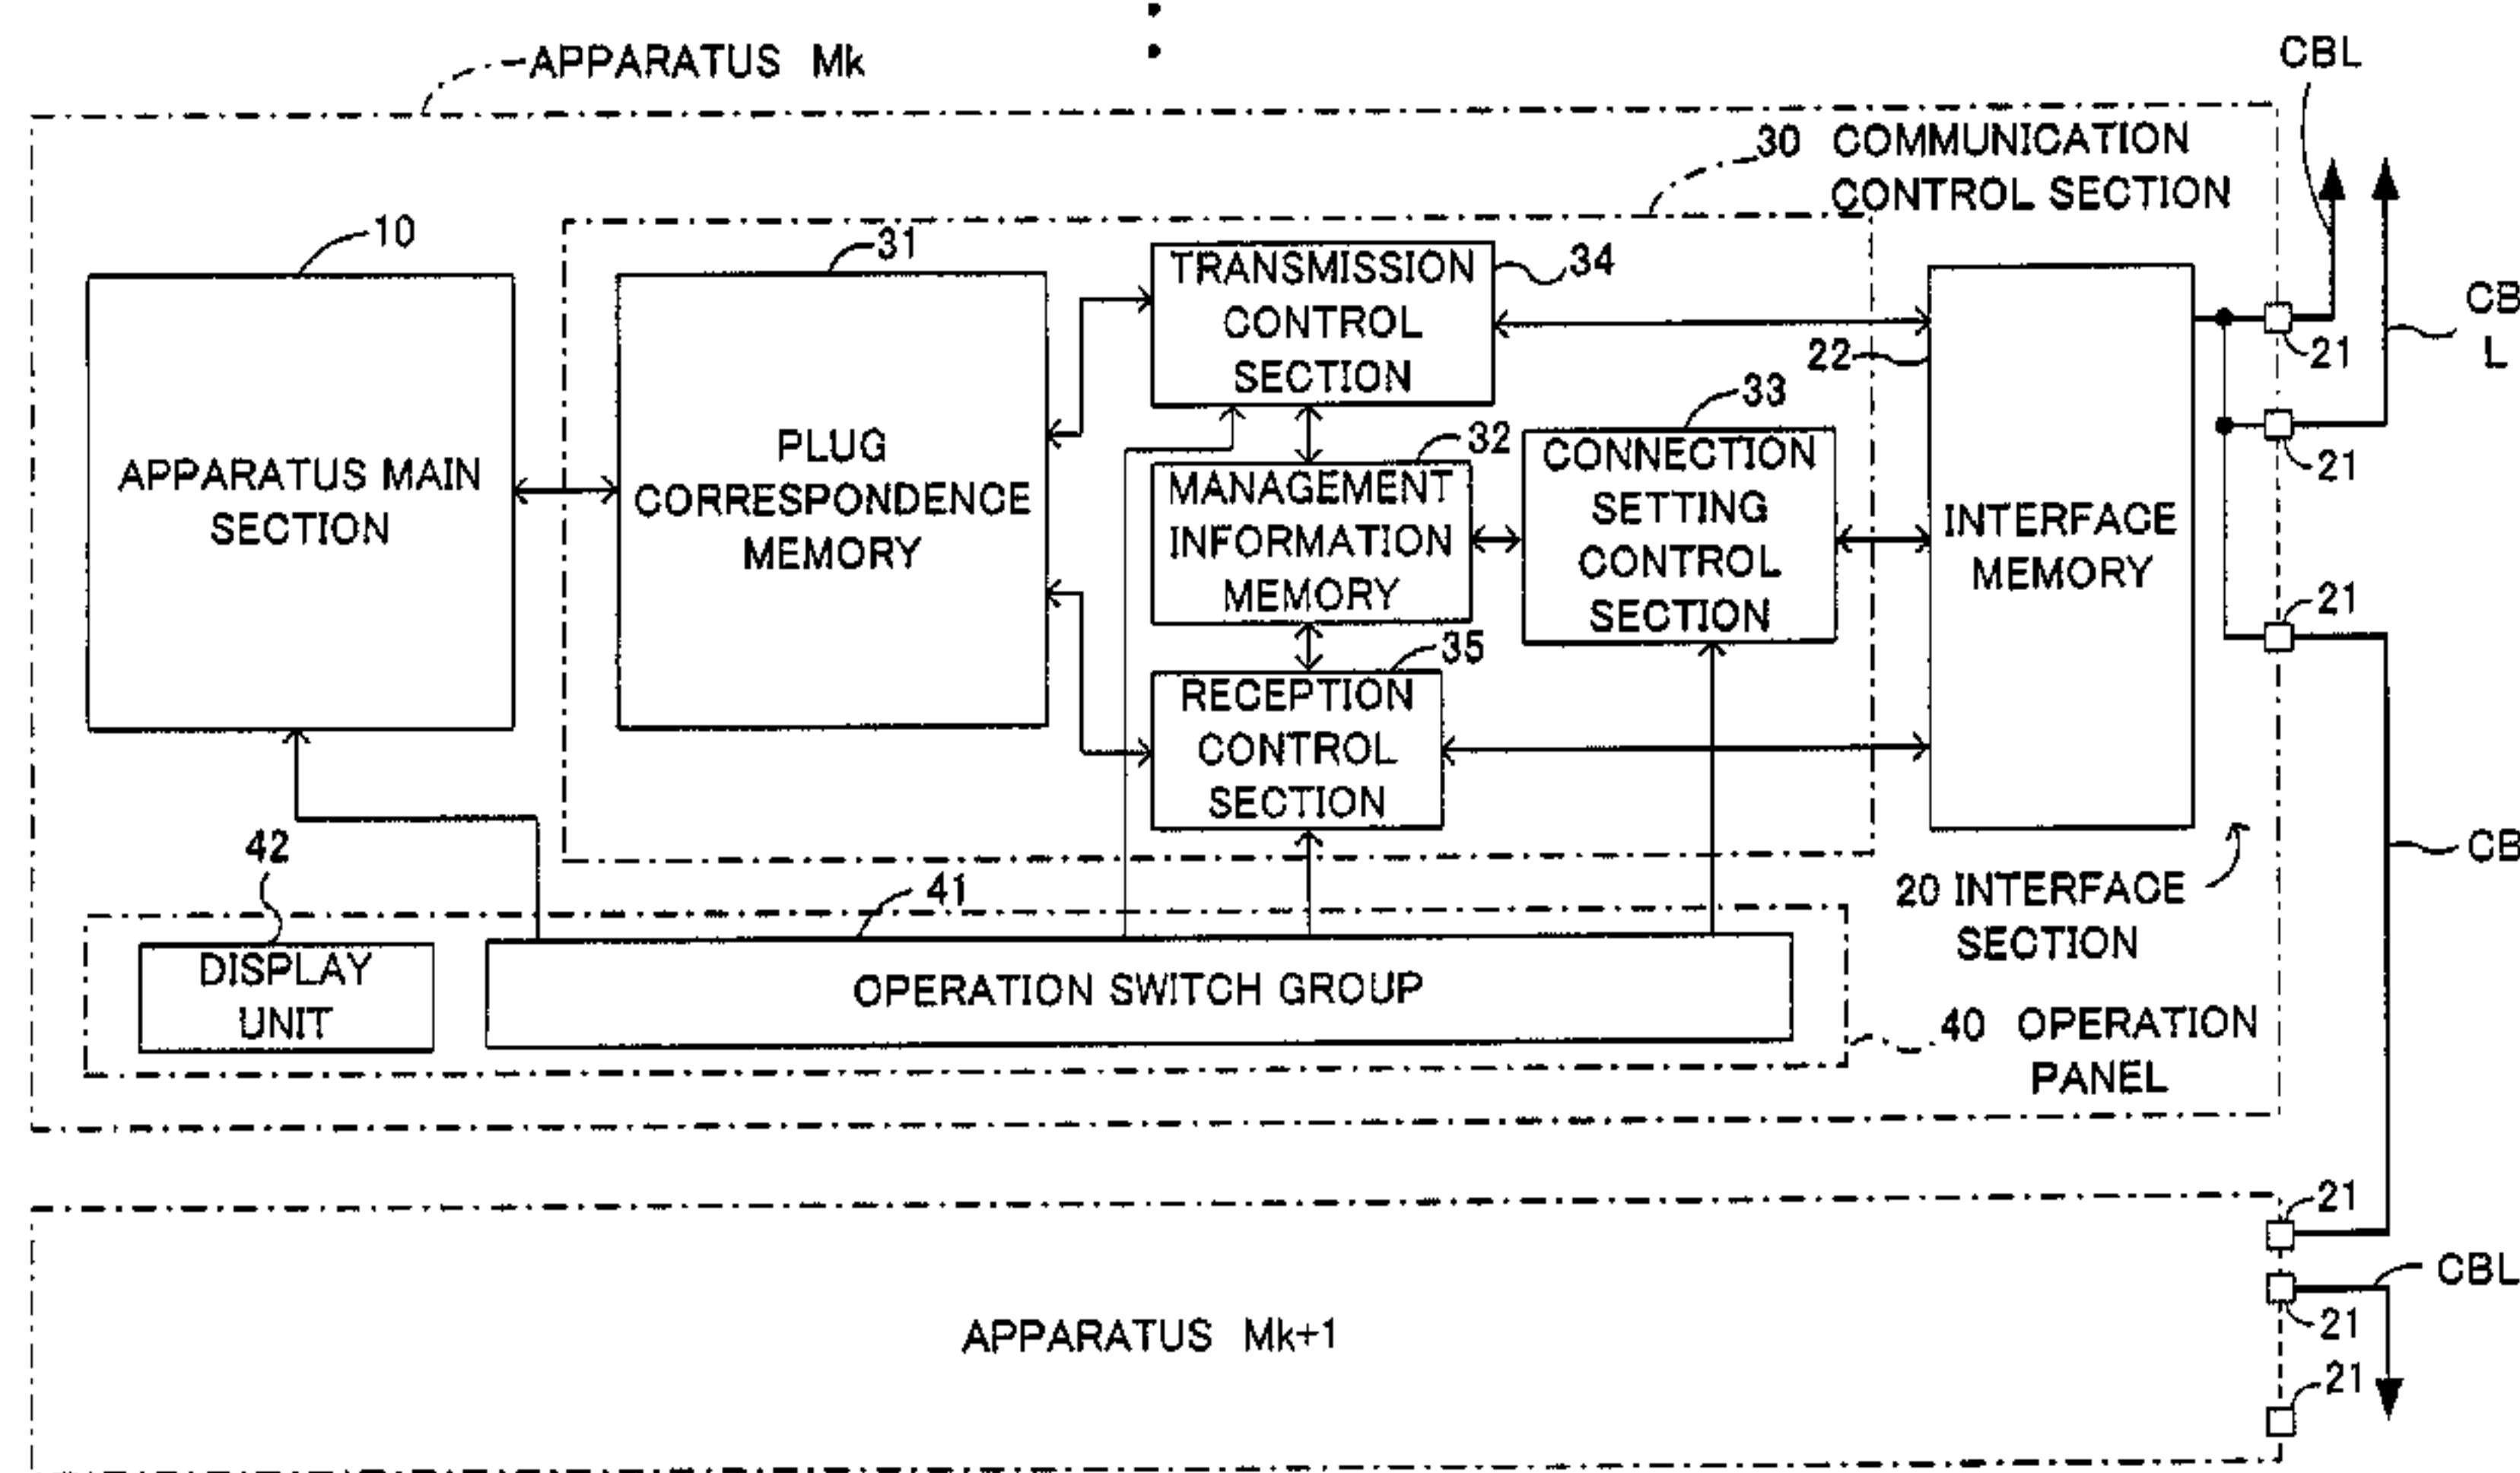 APPARATUS Mk
CBL
30 COMMUNICATION
CONTROL SECTION
10
31
TRANSMISSION
CONTROL
SECTION
34
CB
L
21
22
33
APPARATUS MAIN
SECTION
PLUG
CORRESPONDENCE
MEMORY
32
MANAGEMENT
INFORMATION
MEMORY
CONNECTION
SETTING
CONTROL
SECTION
INTERFACE
MEMORY
21
21
35
RECEPTION
CONTROL
SECTION
42
41
CB
20 INTERFACE
SECTION
DISPLAY
UNIT
OPERATION SWITCH GROUP
40 OPERATION
PANEL
21
CBL
21
APPARATUS Mk+1
21